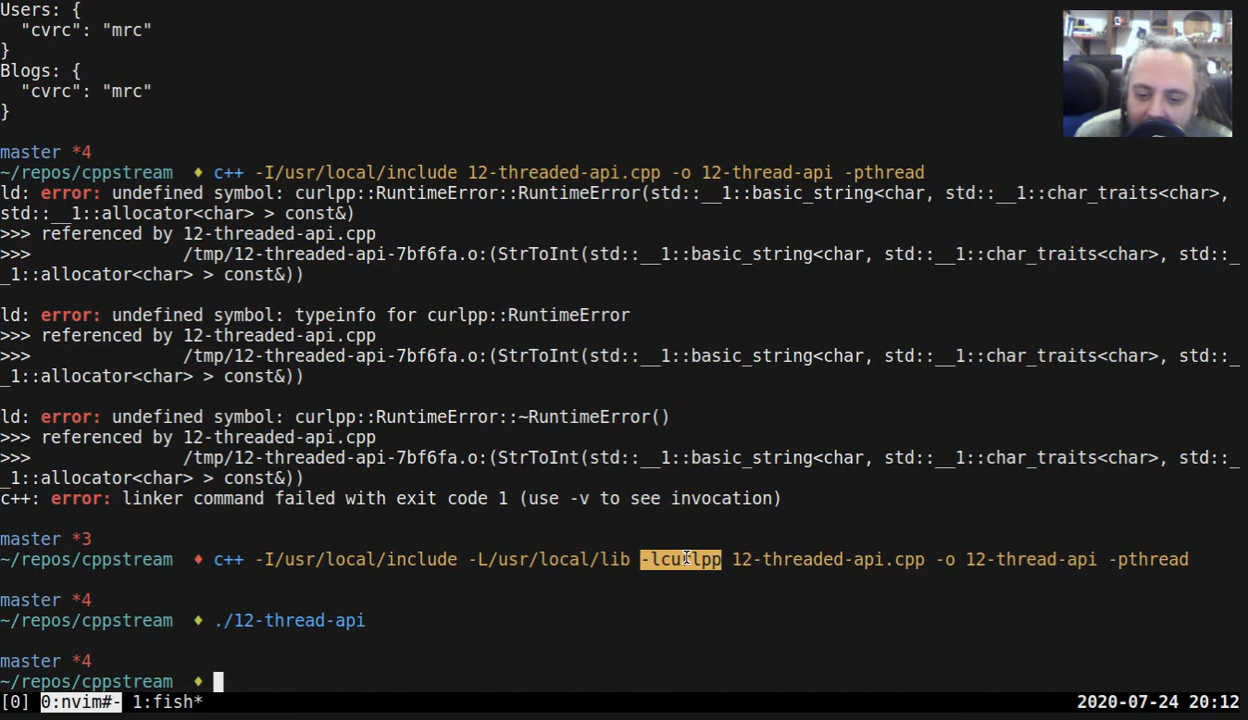 Users: {
  "cvrc": "mrc"
}
Blogs: {
  "cvrc": "mrc"
}
master *4
~/repos/cppstream ♦ c++ -I/usr/local/include 12-threaded-api.cpp -o 12-thread-api -pthread
ld: error: undefined symbol: curlpp::RuntimeError::RuntimeError(std::__1::basic_string<char, std::__1::char_traits<char>,
std::__1::allocator<char> > const&)
>>> referenced by 12-threaded-api.cpp
>>>               /tmp/12-threaded-api-7bf6fa.o:(StrToInt(std::__1::basic_string<char, std::__1::char_traits<char>, std::_
_1::allocator<char> > const&))
ld: error: undefined symbol: typeinfo for curlpp::RuntimeError
>>> referenced by 12-threaded-api.cpp
>>>               /tmp/12-threaded-api-7bf6fa.o:(StrToInt(std::__1::basic_string<char, std::__1::char_traits<char>, std::_
_1::allocator<char> > const&))
ld: error: undefined symbol: curlpp::RuntimeError::~RuntimeError()
>>> referenced by 12-threaded-api.cpp
>>>               /tmp/12-threaded-api-7bf6fa.o:(StrToInt(std::__1::basic_string<char, std::__1::char_traits<char>, std::_
_1::allocator<char> > const&))
c++: error: linker command failed with exit code 1 (use -v to see invocation)
master *3
~/repos/cppstream ♦ c++ -I/usr/local/include -L/usr/local/lib -lcurlpp 12-threaded-api.cpp -o 12-thread-api -pthread
master *4
~/repos/cppstream ♦ ./12-thread-api
master *4
~/repos/cppstream ♦
[0] 0:nvim#- 1:fish* 2020-07-24 20:12